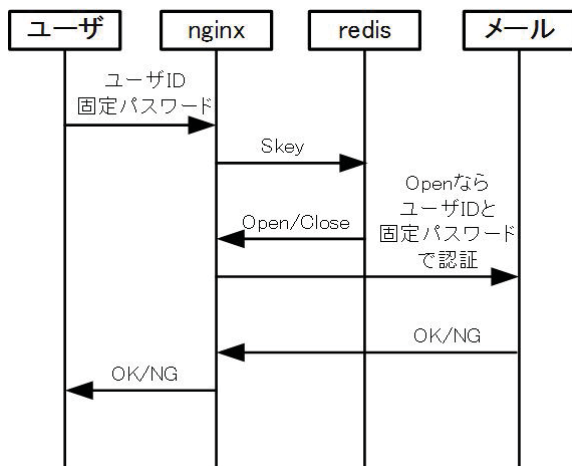 ユーザ
nginx
redis
メール
ユーザID
固定パスワード
Skey
Openなら
ユーザIDと
固定パスワード
で認証
Open/Close
OK/NG
OK/NG